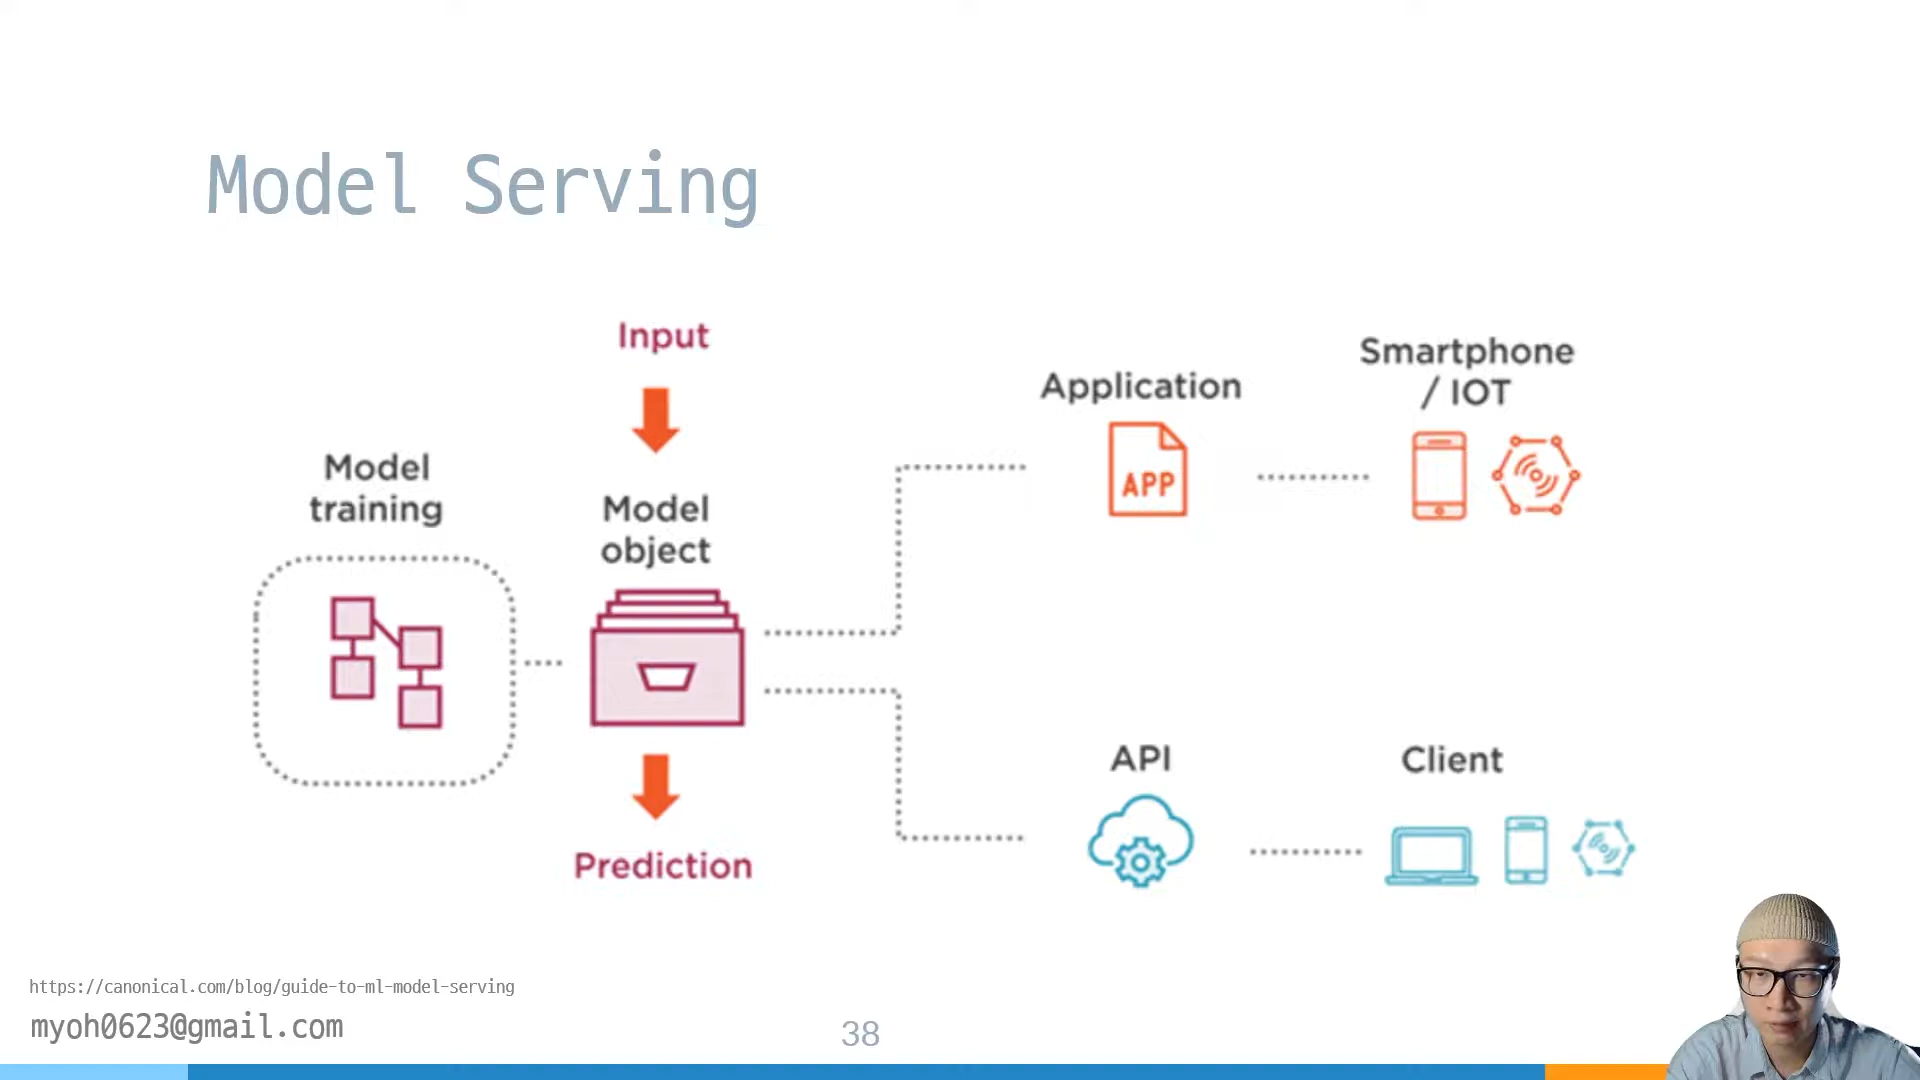 Model Serving
Input
Model
training
Model
object
Prediction
Application
APP
Smartphone
/ IOT
API
Client
https://canonical.com/blog/guide-to-ml-model-serving
myoh0623@gmail.com
38